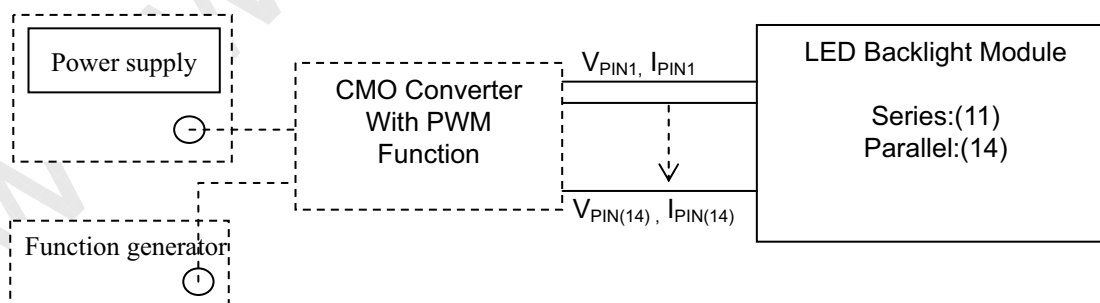 Power supply
CMO Converter
With PWM
Function
V_PIN1, I_PIN1
V_PIN(14) , I_PIN(14)
LED Backlight Module
Series:(11)
Parallel:(14)
Function generator